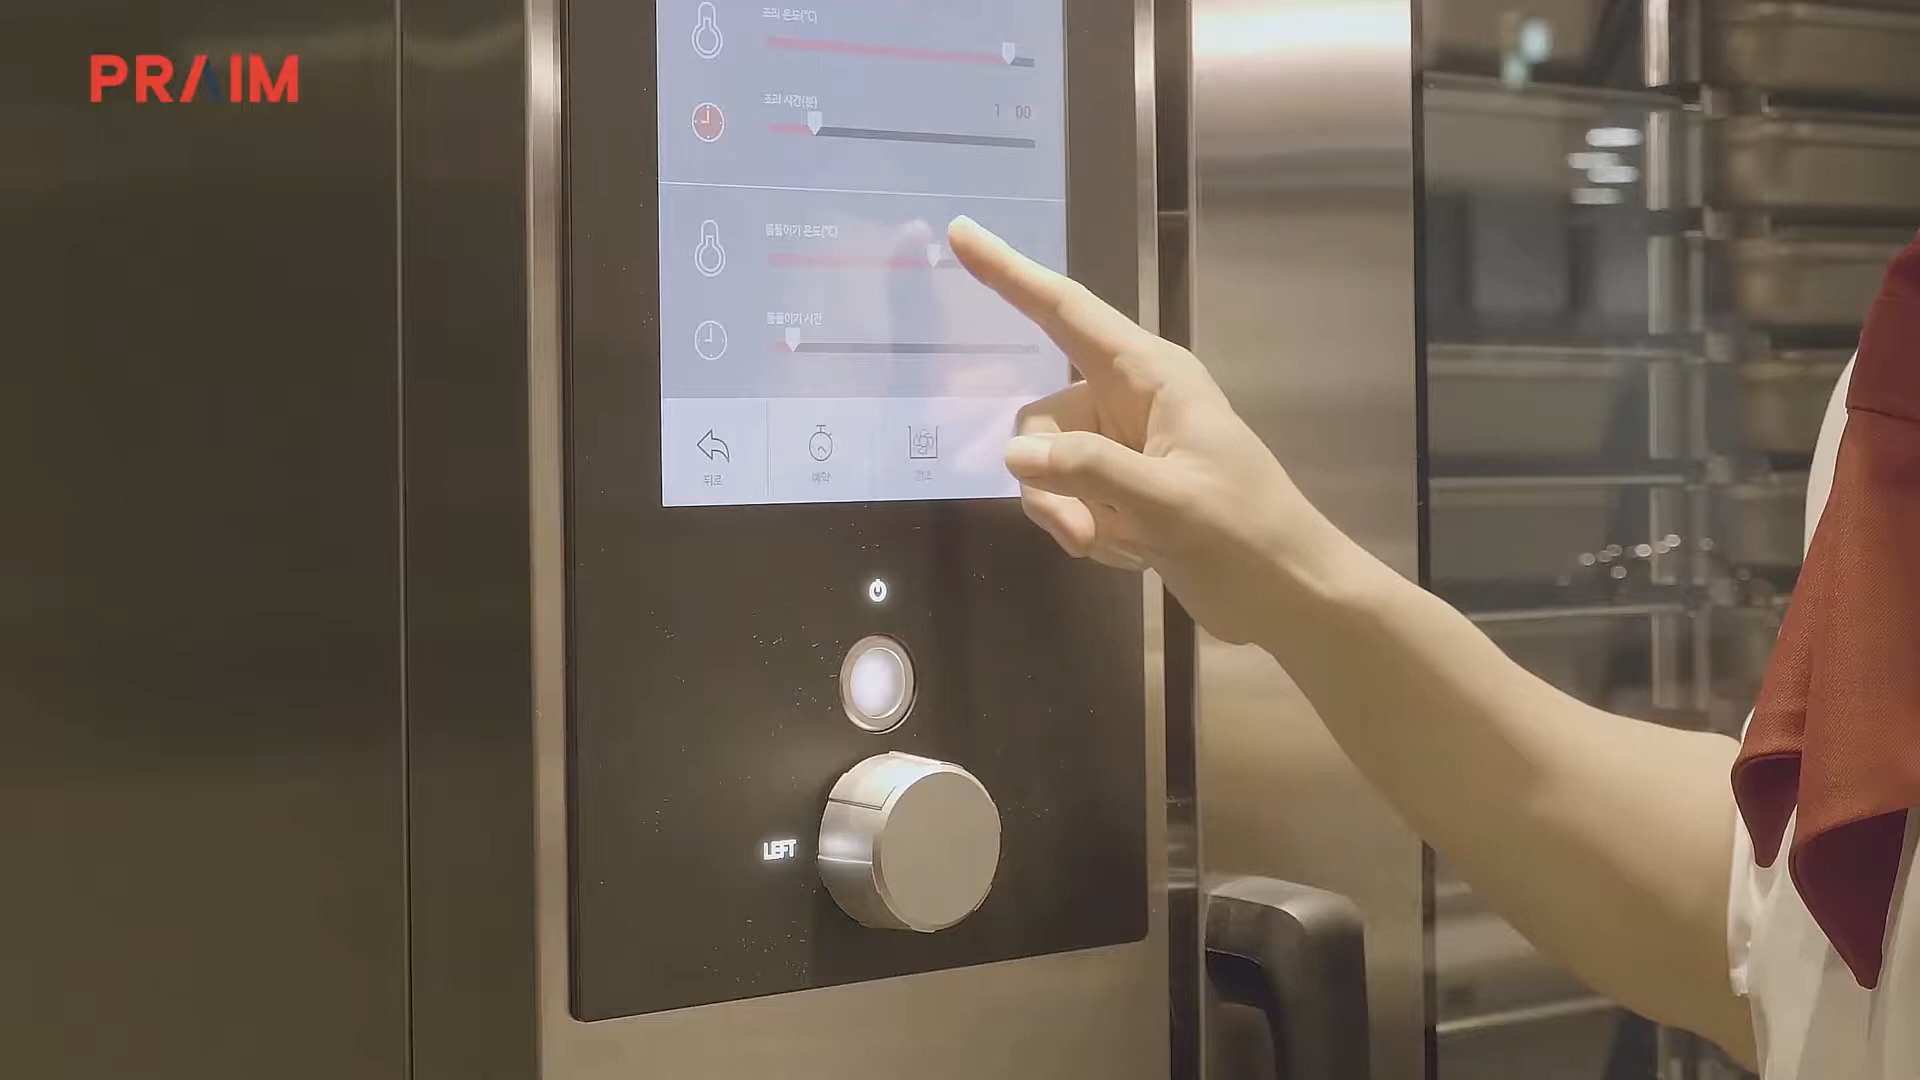 PRAIM
조리 온도(℃)
조리 시간(분)
1 00
뜸들이기 온도(℃)
뜸들이기 시간
뒤로
예약
LEFT